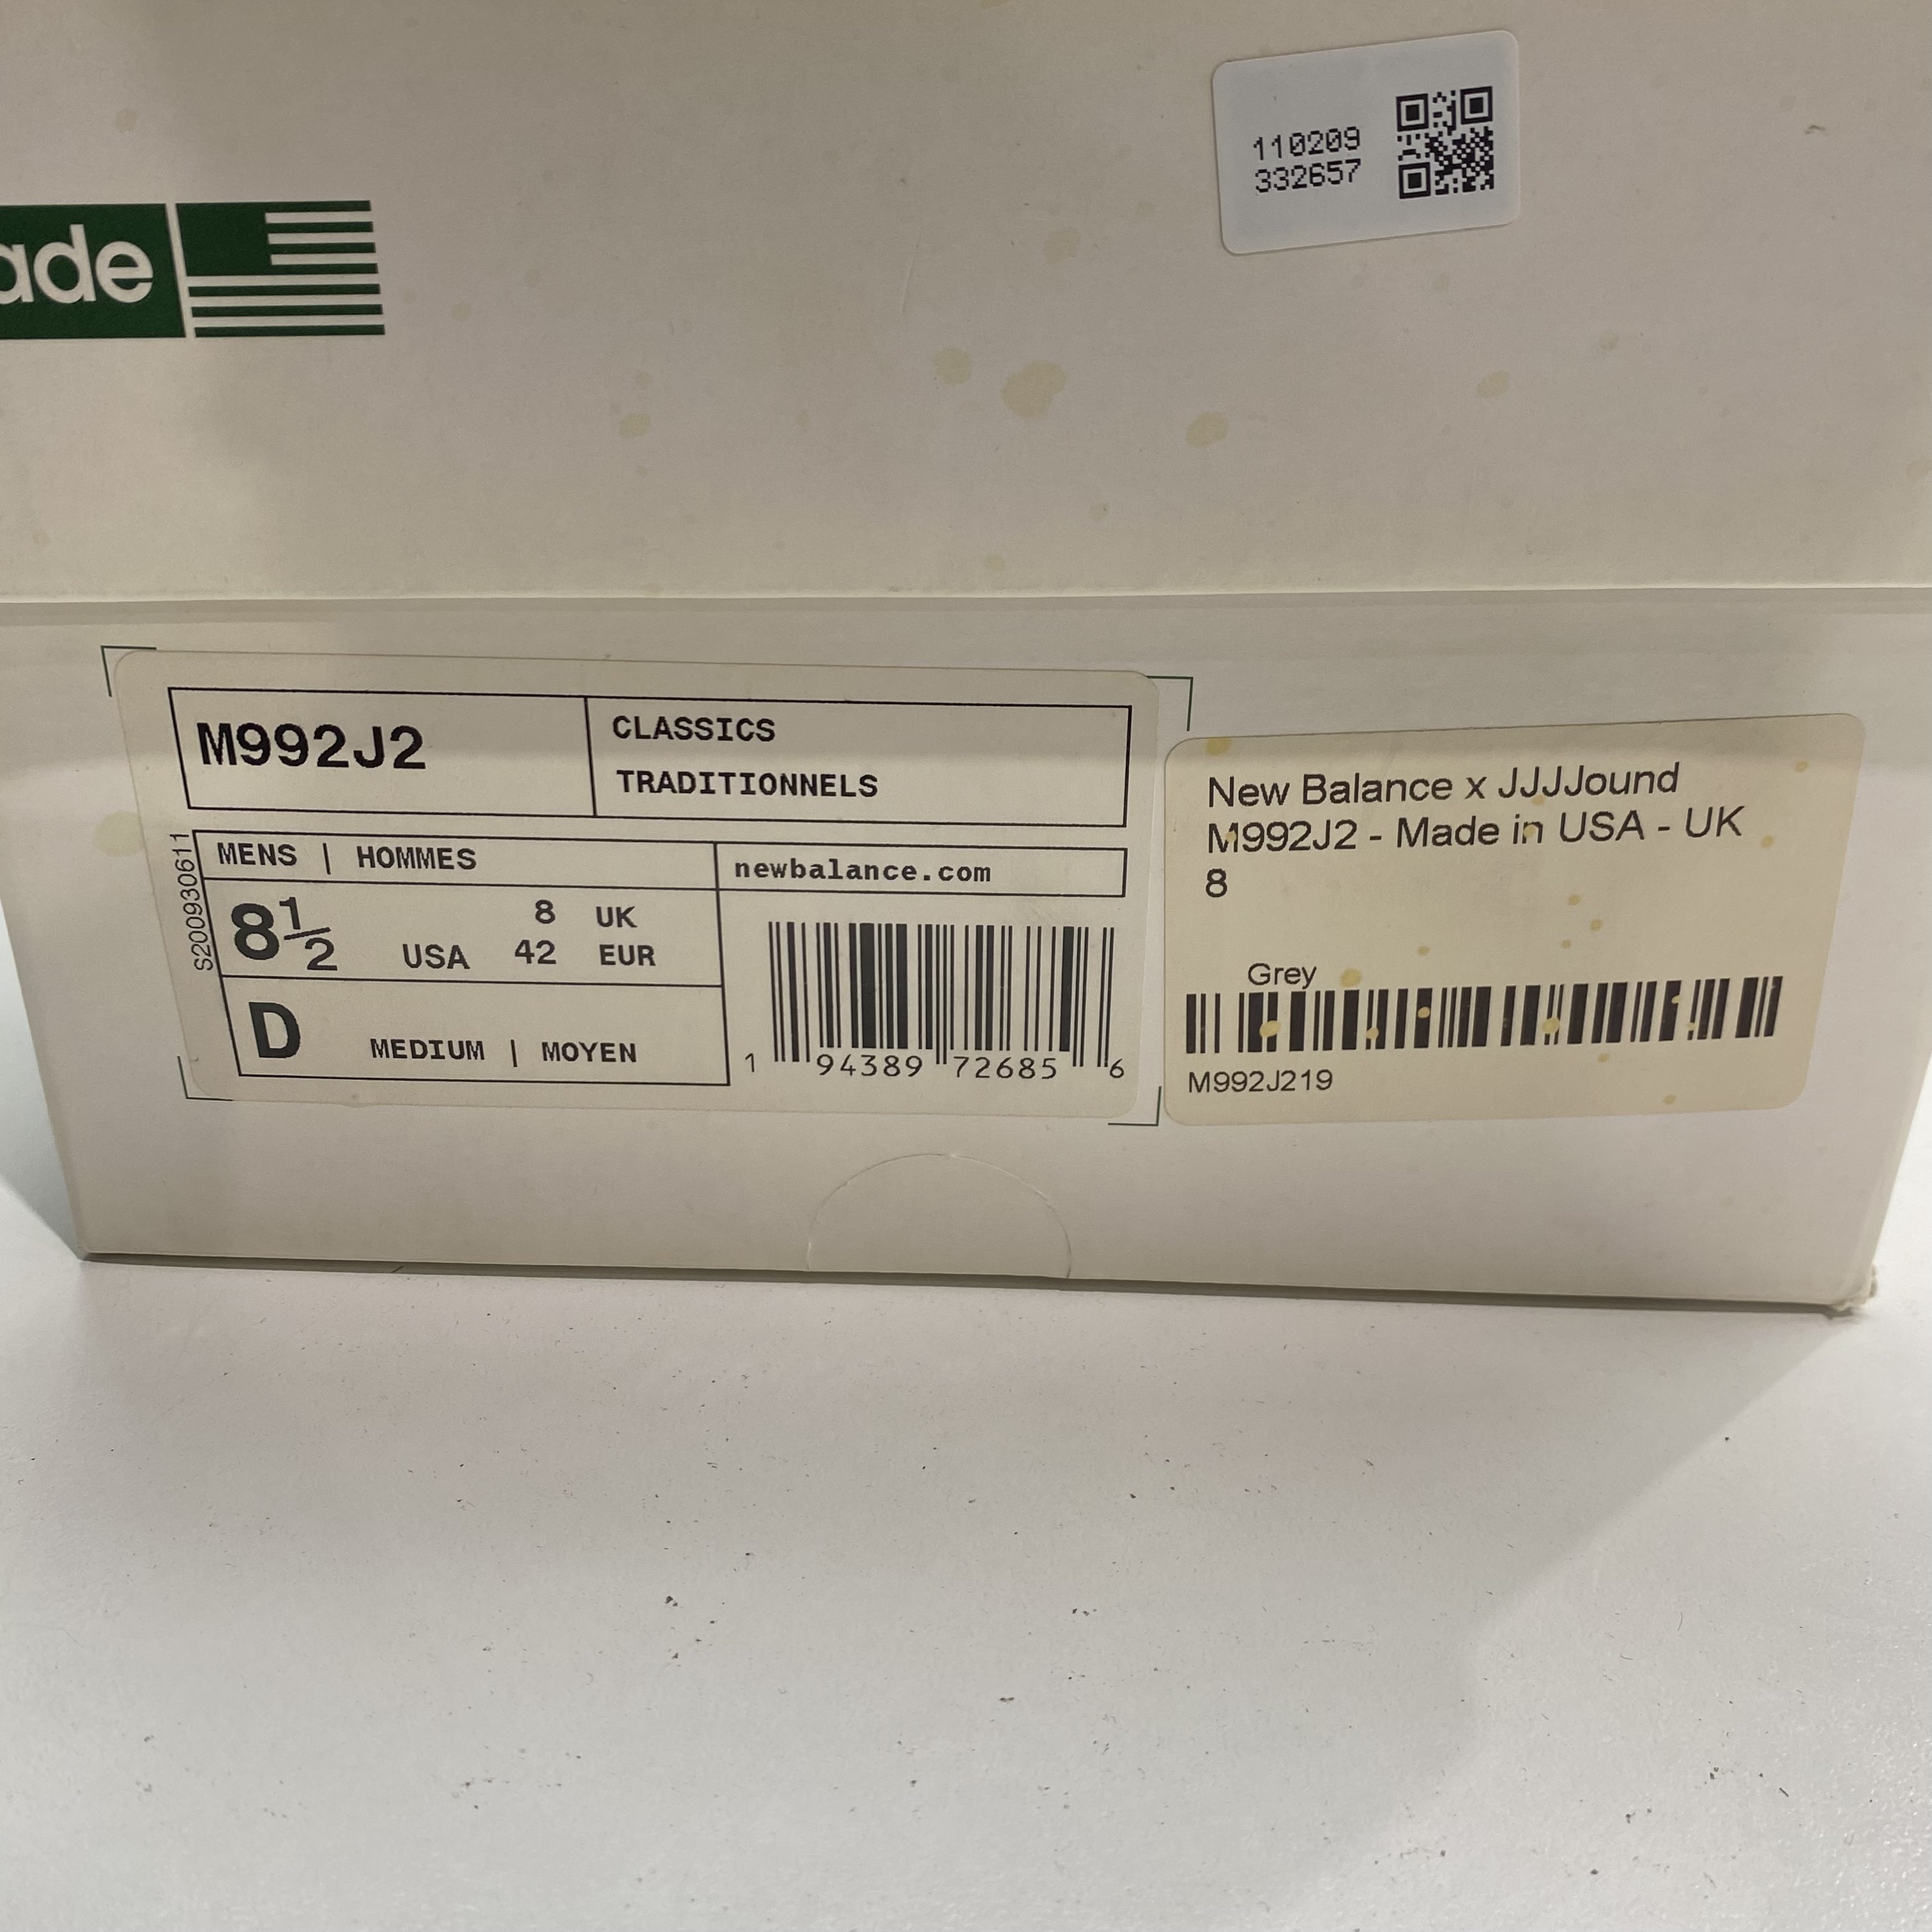 110209
332657
ade
M992J2
CLASSICS
TRADITIONNELS
S200930611
MENS | HOMMES
newbalance.com
8½ USA
8 UK
42 EUR
D
MEDIUM | MOYEN
1 94389 72685 6
New Balance x JJJJound
M992J2 - Made in USA - UK
8
Grey
M992J219